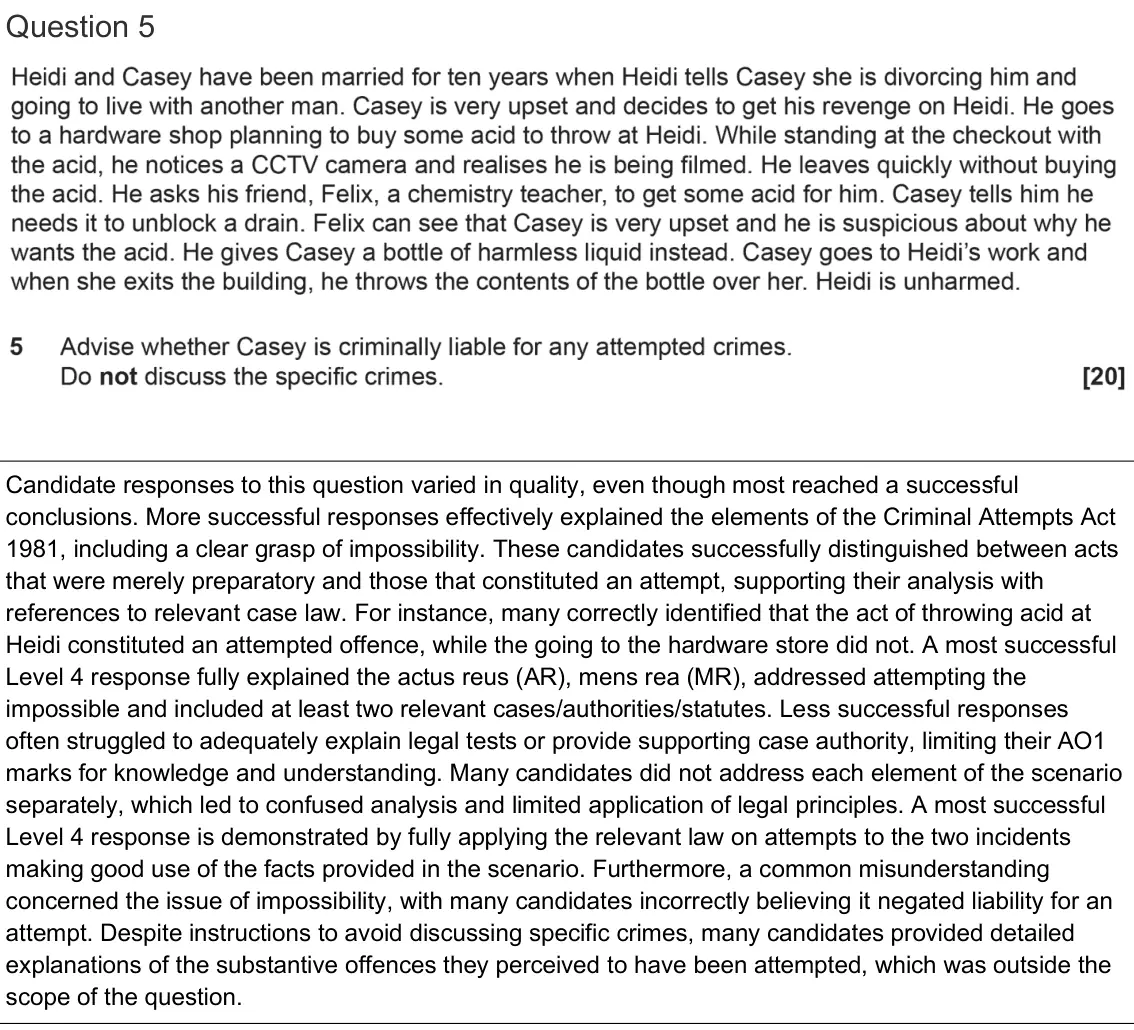 Question 5
Heidi and Casey have been married for ten years when Heidi tells Casey she is divorcing him and
going to live with another man. Casey is very upset and decides to get his revenge on Heidi. He goes
to a hardware shop planning to buy some acid to throw at Heidi. While standing at the checkout with
the acid, he notices a CCTV camera and realises he is being filmed. He leaves quickly without buying
the acid. He asks his friend, Felix, a chemistry teacher, to get some acid for him. Casey tells him he
needs it to unblock a drain. Felix can see that Casey is very upset and he is suspicious about why he
wants the acid. He gives Casey a bottle of harmless liquid instead. Casey goes to Heidi's work and
when she exits the building, he throws the contents of the bottle over her. Heidi is unharmed.
5 Advise whether Casey is criminally liable for any attempted crimes.
Do not discuss the specific crimes. [20]
Candidate responses to this question varied in quality, even though most reached a successful
conclusions. More successful responses effectively explained the elements of the Criminal Attempts Act
1981, including a clear grasp of impossibility. These candidates successfully distinguished between acts
that were merely preparatory and those that constituted an attempt, supporting their analysis with
references to relevant case law. For instance, many correctly identified that the act of throwing acid at
Heidi constituted an attempted offence, while the going to the hardware store did not. A most successful
Level 4 response fully explained the actus reus (AR), mens rea (MR), addressed attempting the
impossible and included at least two relevant cases/authorities/statutes. Less successful responses
often struggled to adequately explain legal tests or provide supporting case authority, limiting their AO1
marks for knowledge and understanding. Many candidates did not address each element of the scenario
separately, which led to confused analysis and limited application of legal principles. A most successful
Level 4 response is demonstrated by fully applying the relevant law on attempts to the two incidents
making good use of the facts provided in the scenario. Furthermore, a common misunderstanding
concerned the issue of impossibility, with many candidates incorrectly believing it negated liability for an
attempt. Despite instructions to avoid discussing specific crimes, many candidates provided detailed
explanations of the substantive offences they perceived to have been attempted, which was outside the
scope of the question.